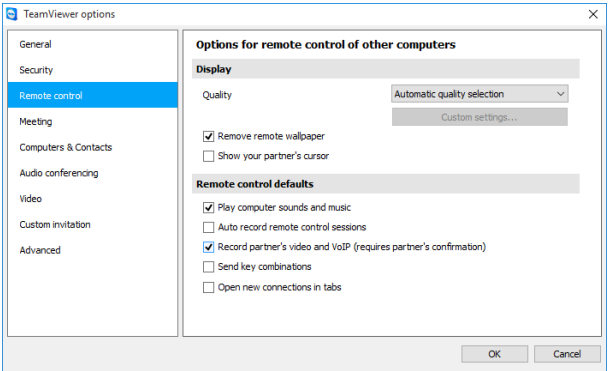 TeamViewer options
General
Security
Remote control
Meeting
Computers & Contacts
Audio conferencing
Video
Custom invitation
Advanced
Options for remote control of other computers
Display
Quality Automatic quality selection
Custom settings...
Remove remote wallpaper
Show your partner's cursor
Remote control defaults
Play computer sounds and music
Auto record remote control sessions
Record partner's video and VoIP (requires partner's confirmation)
Send key combinations
Open new connections in tabs
OK Cancel